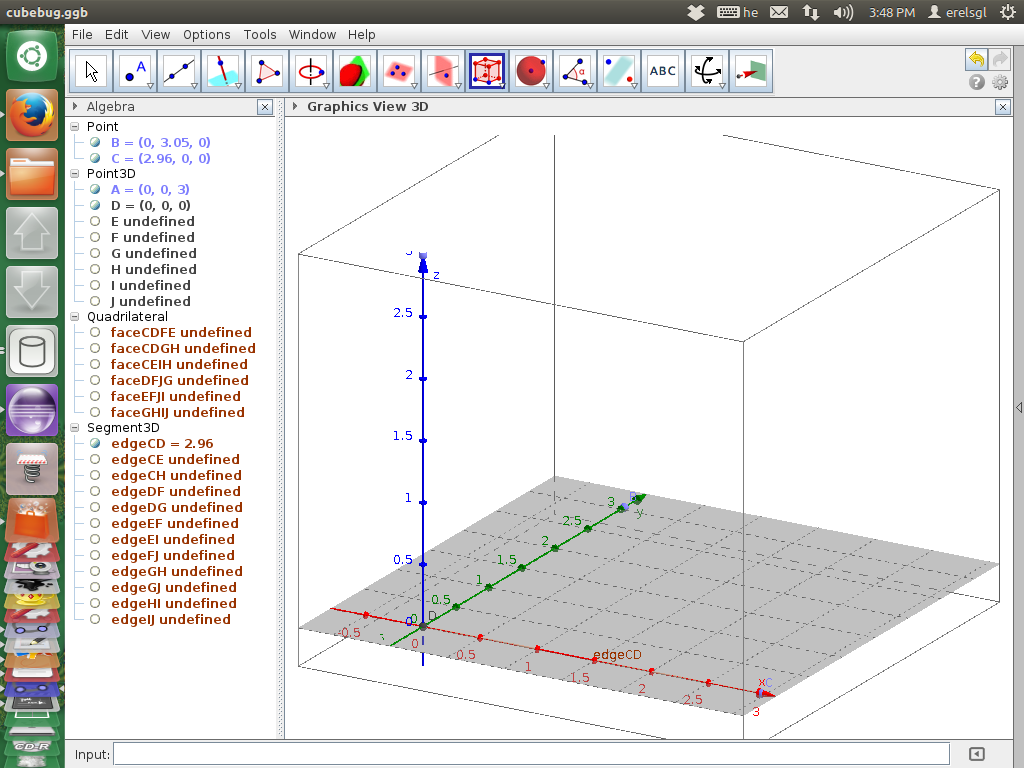 cubebug.ggb
he
3:48 PM
erelsgl
File Edit View Options Tools Window Help
A
α
ABC
Algebra
Graphics View 3D
Point
B = (0, 3.05, 0)
C = (2.96, 0, 0)
Point3D
A = (0, 0, 3)
D = (0, 0, 0)
E undefined
F undefined
G undefined
H undefined
I undefined
J undefined
Quadrilateral
faceCDFE undefined
faceCDGH undefined
faceCEIH undefined
faceDFJG undefined
faceEFJI undefined
faceGHIJ undefined
Segment3D
edgeCD = 2.96
edgeCE undefined
edgeCH undefined
edgeDF undefined
edgeDG undefined
edgeEF undefined
edgeEI undefined
edgeFJ undefined
edgeGH undefined
edgeGJ undefined
edgeHI undefined
edgeIJ undefined
z
2.5
2
1.5
1
0.5
0
3
y
2.5
2
1.5
1
0.5
0
D
-0.5
0
0.5
1
1.5
2
2.5
3
edgeCD
x
C
Input:
CD-R